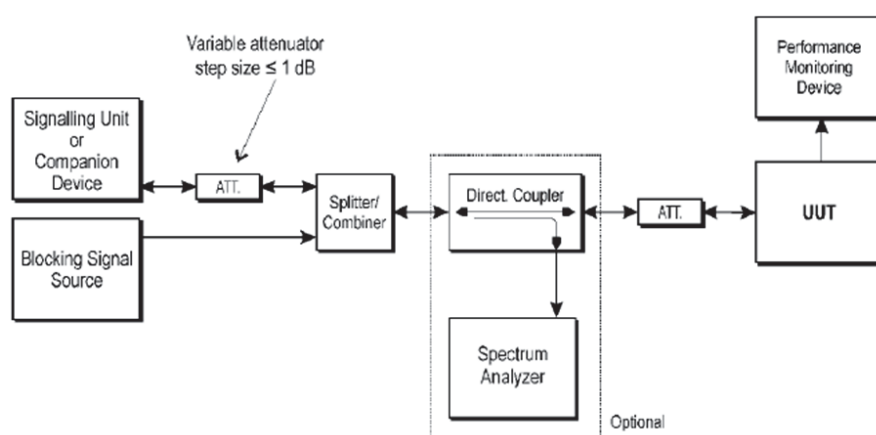 Variable attenuator
step size ≤ 1 dB
Performance
Monitoring
Device
Signalling Unit
or
Companion
Device
ATT.
Splitter/
Combiner
Direct. Coupler
ATT.
UUT
Blocking Signal
Source
Spectrum
Analyzer
Optional